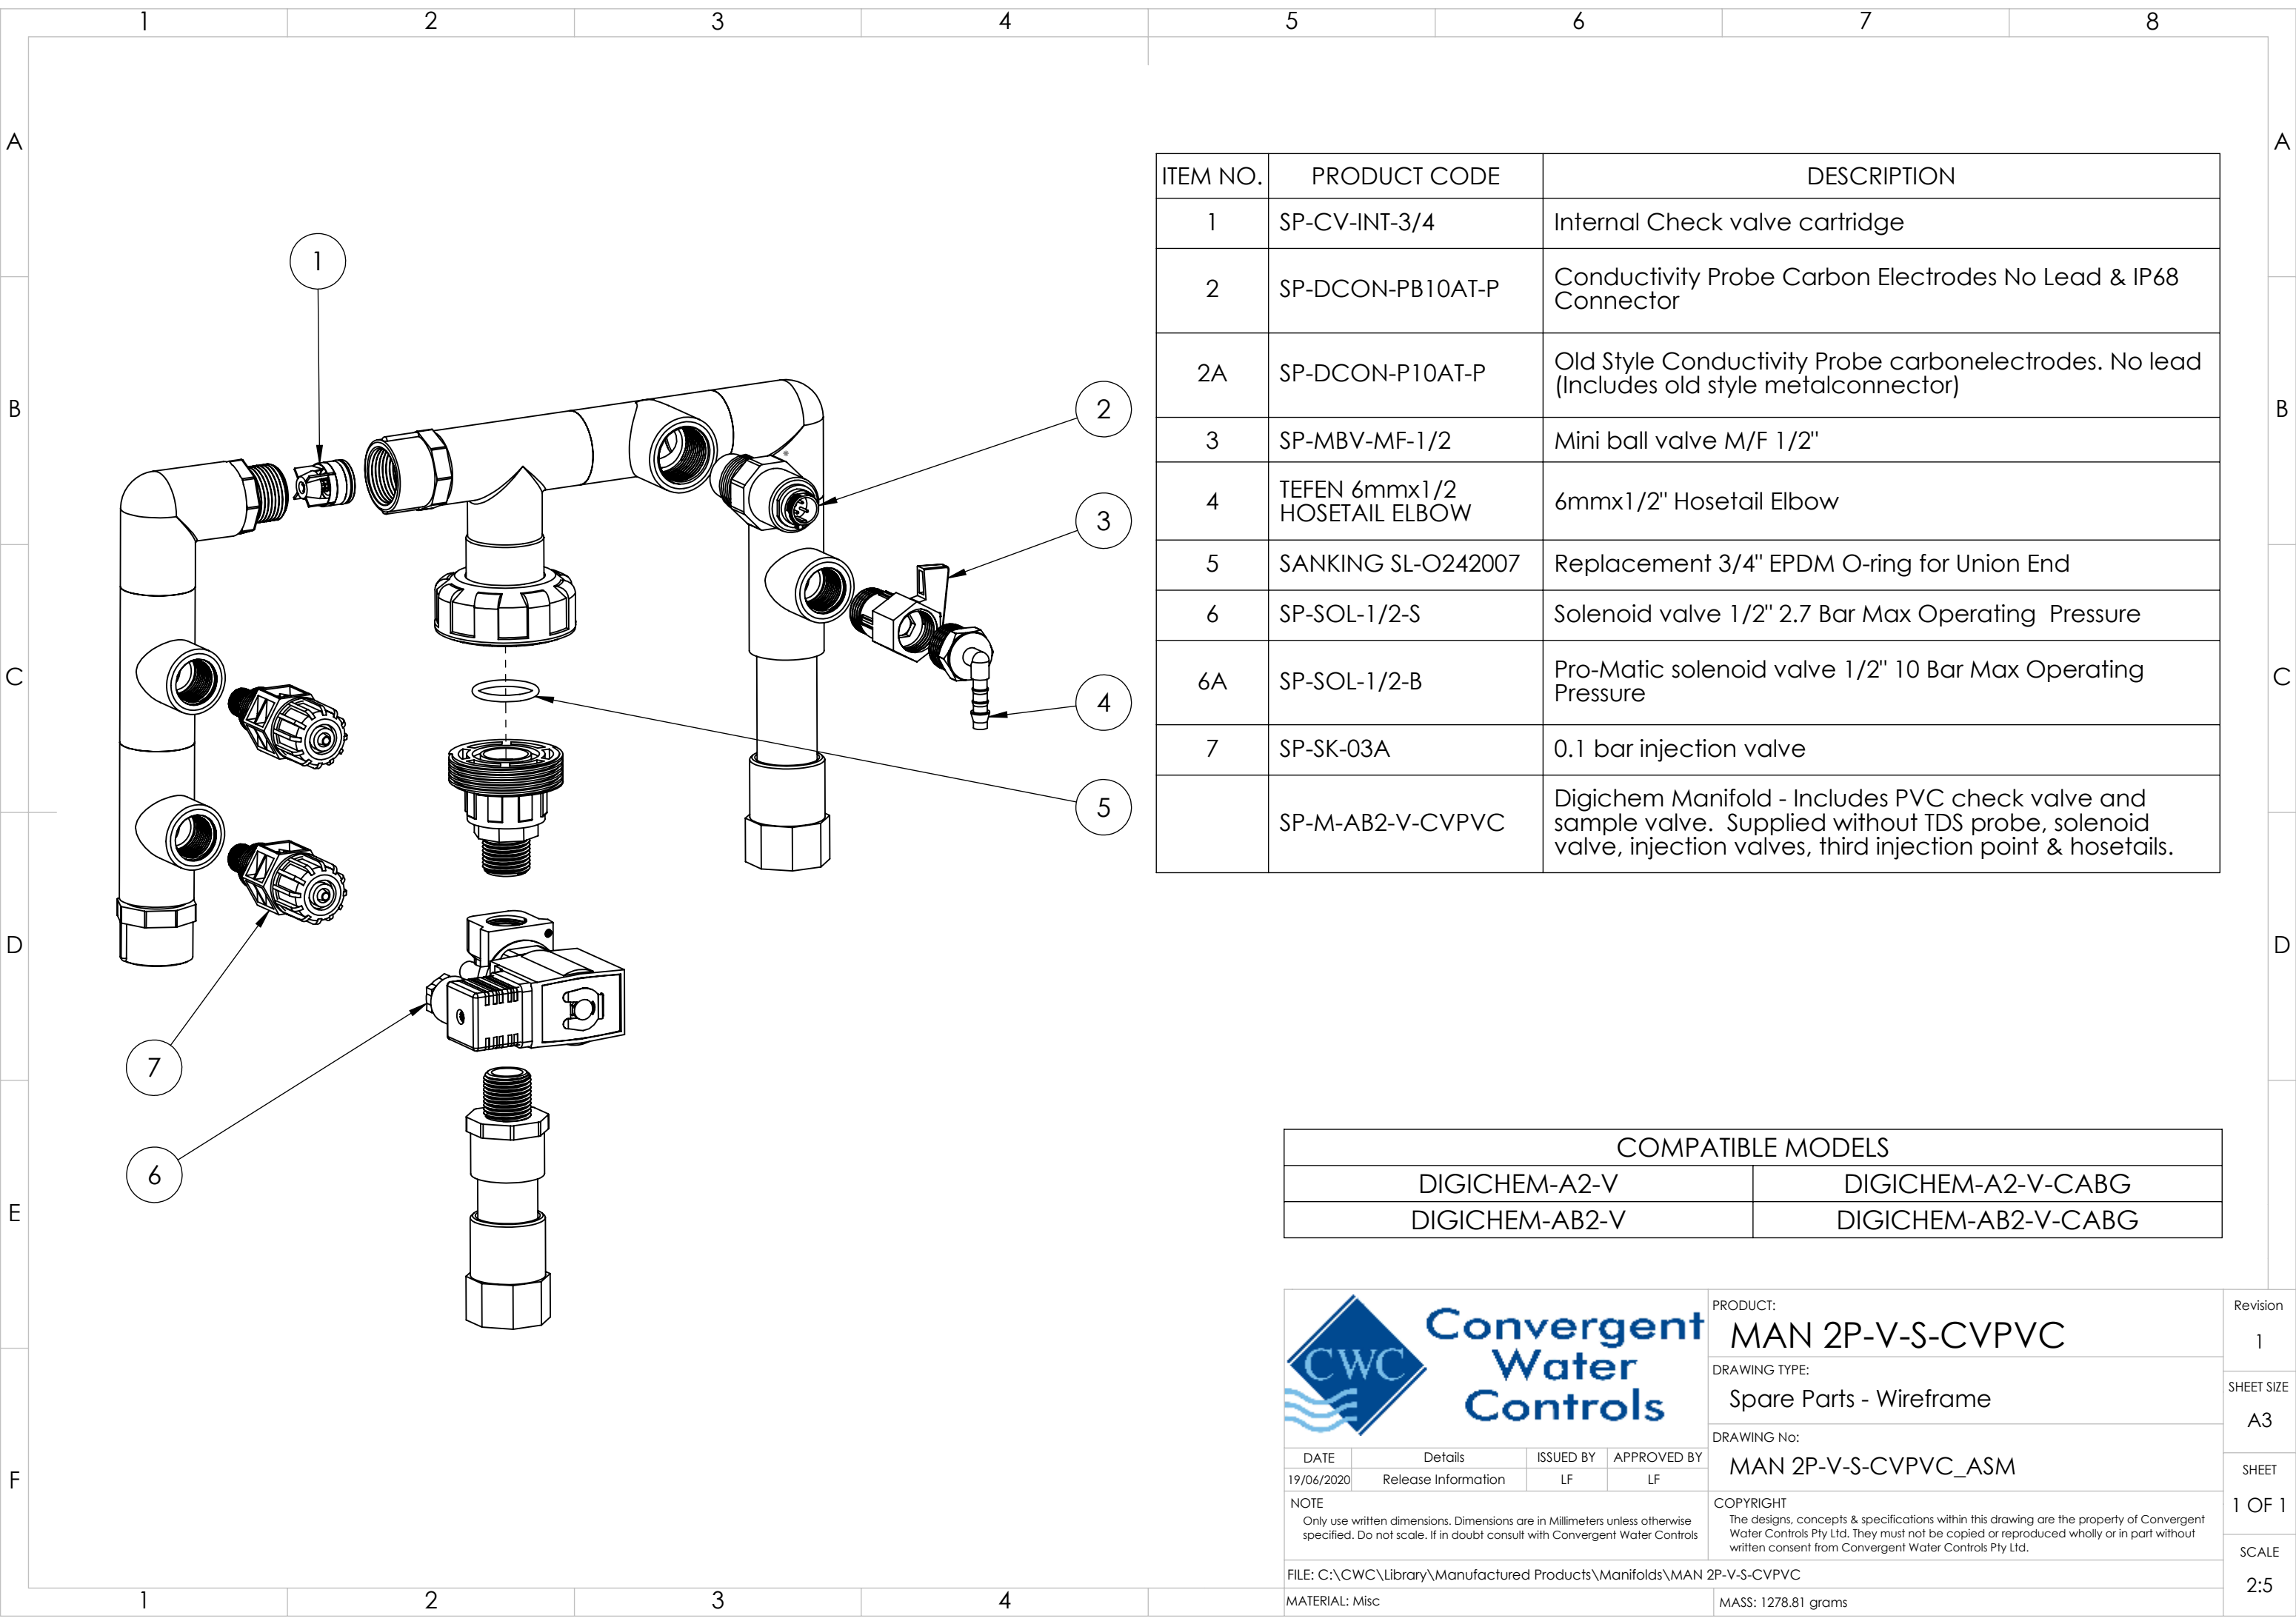 1 2 3 4 5 6 7 8
A A
B B
C C
D D
E
F
1
2
3
4
5
7
6
ITEM NO. PRODUCT CODE DESCRIPTION
1 SP-CV-INT-3/4 Internal Check valve cartridge
2 SP-DCON-PB10AT-P Conductivity Probe Carbon Electrodes No Lead & IP68
Connector
2A SP-DCON-P10AT-P Old Style Conductivity Probe carbonelectrodes. No lead
(Includes old style metalconnector)
3 SP-MBV-MF-1/2 Mini ball valve M/F 1/2"
4 TEFEN 6mmx1/2
HOSETAIL ELBOW 6mmx1/2" Hosetail Elbow
5 SANKING SL-O242007 Replacement 3/4" EPDM O-ring for Union End
6 SP-SOL-1/2-S Solenoid valve 1/2" 2.7 Bar Max Operating Pressure
6A SP-SOL-1/2-B Pro-Matic solenoid valve 1/2" 10 Bar Max Operating
Pressure
7 SP-SK-03A 0.1 bar injection valve
SP-M-AB2-V-CVPVC Digichem Manifold - Includes PVC check valve and
sample valve. Supplied without TDS probe, solenoid
valve, injection valves, third injection point & hosetails.
COMPATIBLE MODELS
DIGICHEM-A2-V DIGICHEM-A2-V-CABG
DIGICHEM-AB2-V DIGICHEM-AB2-V-CABG
CWC
Convergent
Water
Controls
PRODUCT:
MAN 2P-V-S-CVPVC
DRAWING TYPE:
Spare Parts - Wireframe
DRAWING No:
MAN 2P-V-S-CVPVC_ASM
Revision
1
SHEET SIZE
A3
SHEET
1 OF 1
SCALE
2:5
DATE Details ISSUED BY APPROVED BY
19/06/2020 Release Information LF LF
NOTE
Only use written dimensions. Dimensions are in Millimeters unless otherwise
specified. Do not scale. If in doubt consult with Convergent Water Controls
COPYRIGHT
The designs, concepts & specifications within this drawing are the property of Convergent
Water Controls Pty Ltd. They must not be copied or reproduced wholly or in part without
written consent from Convergent Water Controls Pty Ltd.
FILE: C:\CWC\Library\Manufactured Products\Manifolds\MAN 2P-V-S-CVPVC
MATERIAL: Misc MASS: 1278.81 grams
1 2 3 4